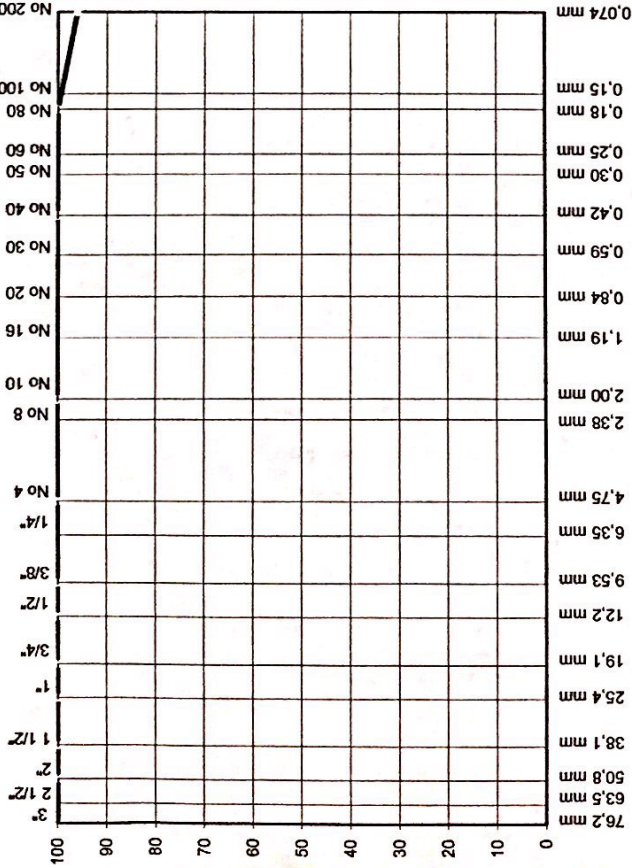 3"
2 1/2"
2"
1 1/2"
1"
3/4"
1/2"
3/8"
1/4"
No 4
No 8
No 10
No 16
No 20
No 30
No 40
No 50
No 60
No 80
No 100
No 200
100
90
80
70
60
50
40
30
20
10
0
76,2 mm
63,5 mm
50,8 mm
38,1 mm
25,4 mm
19,1 mm
12,2 mm
9,53 mm
6,35 mm
4,75 mm
2,38 mm
2,00 mm
1,19 mm
0,84 mm
0,59 mm
0,42 mm
0,30 mm
0,25 mm
0,18 mm
0,15 mm
0,074 mm